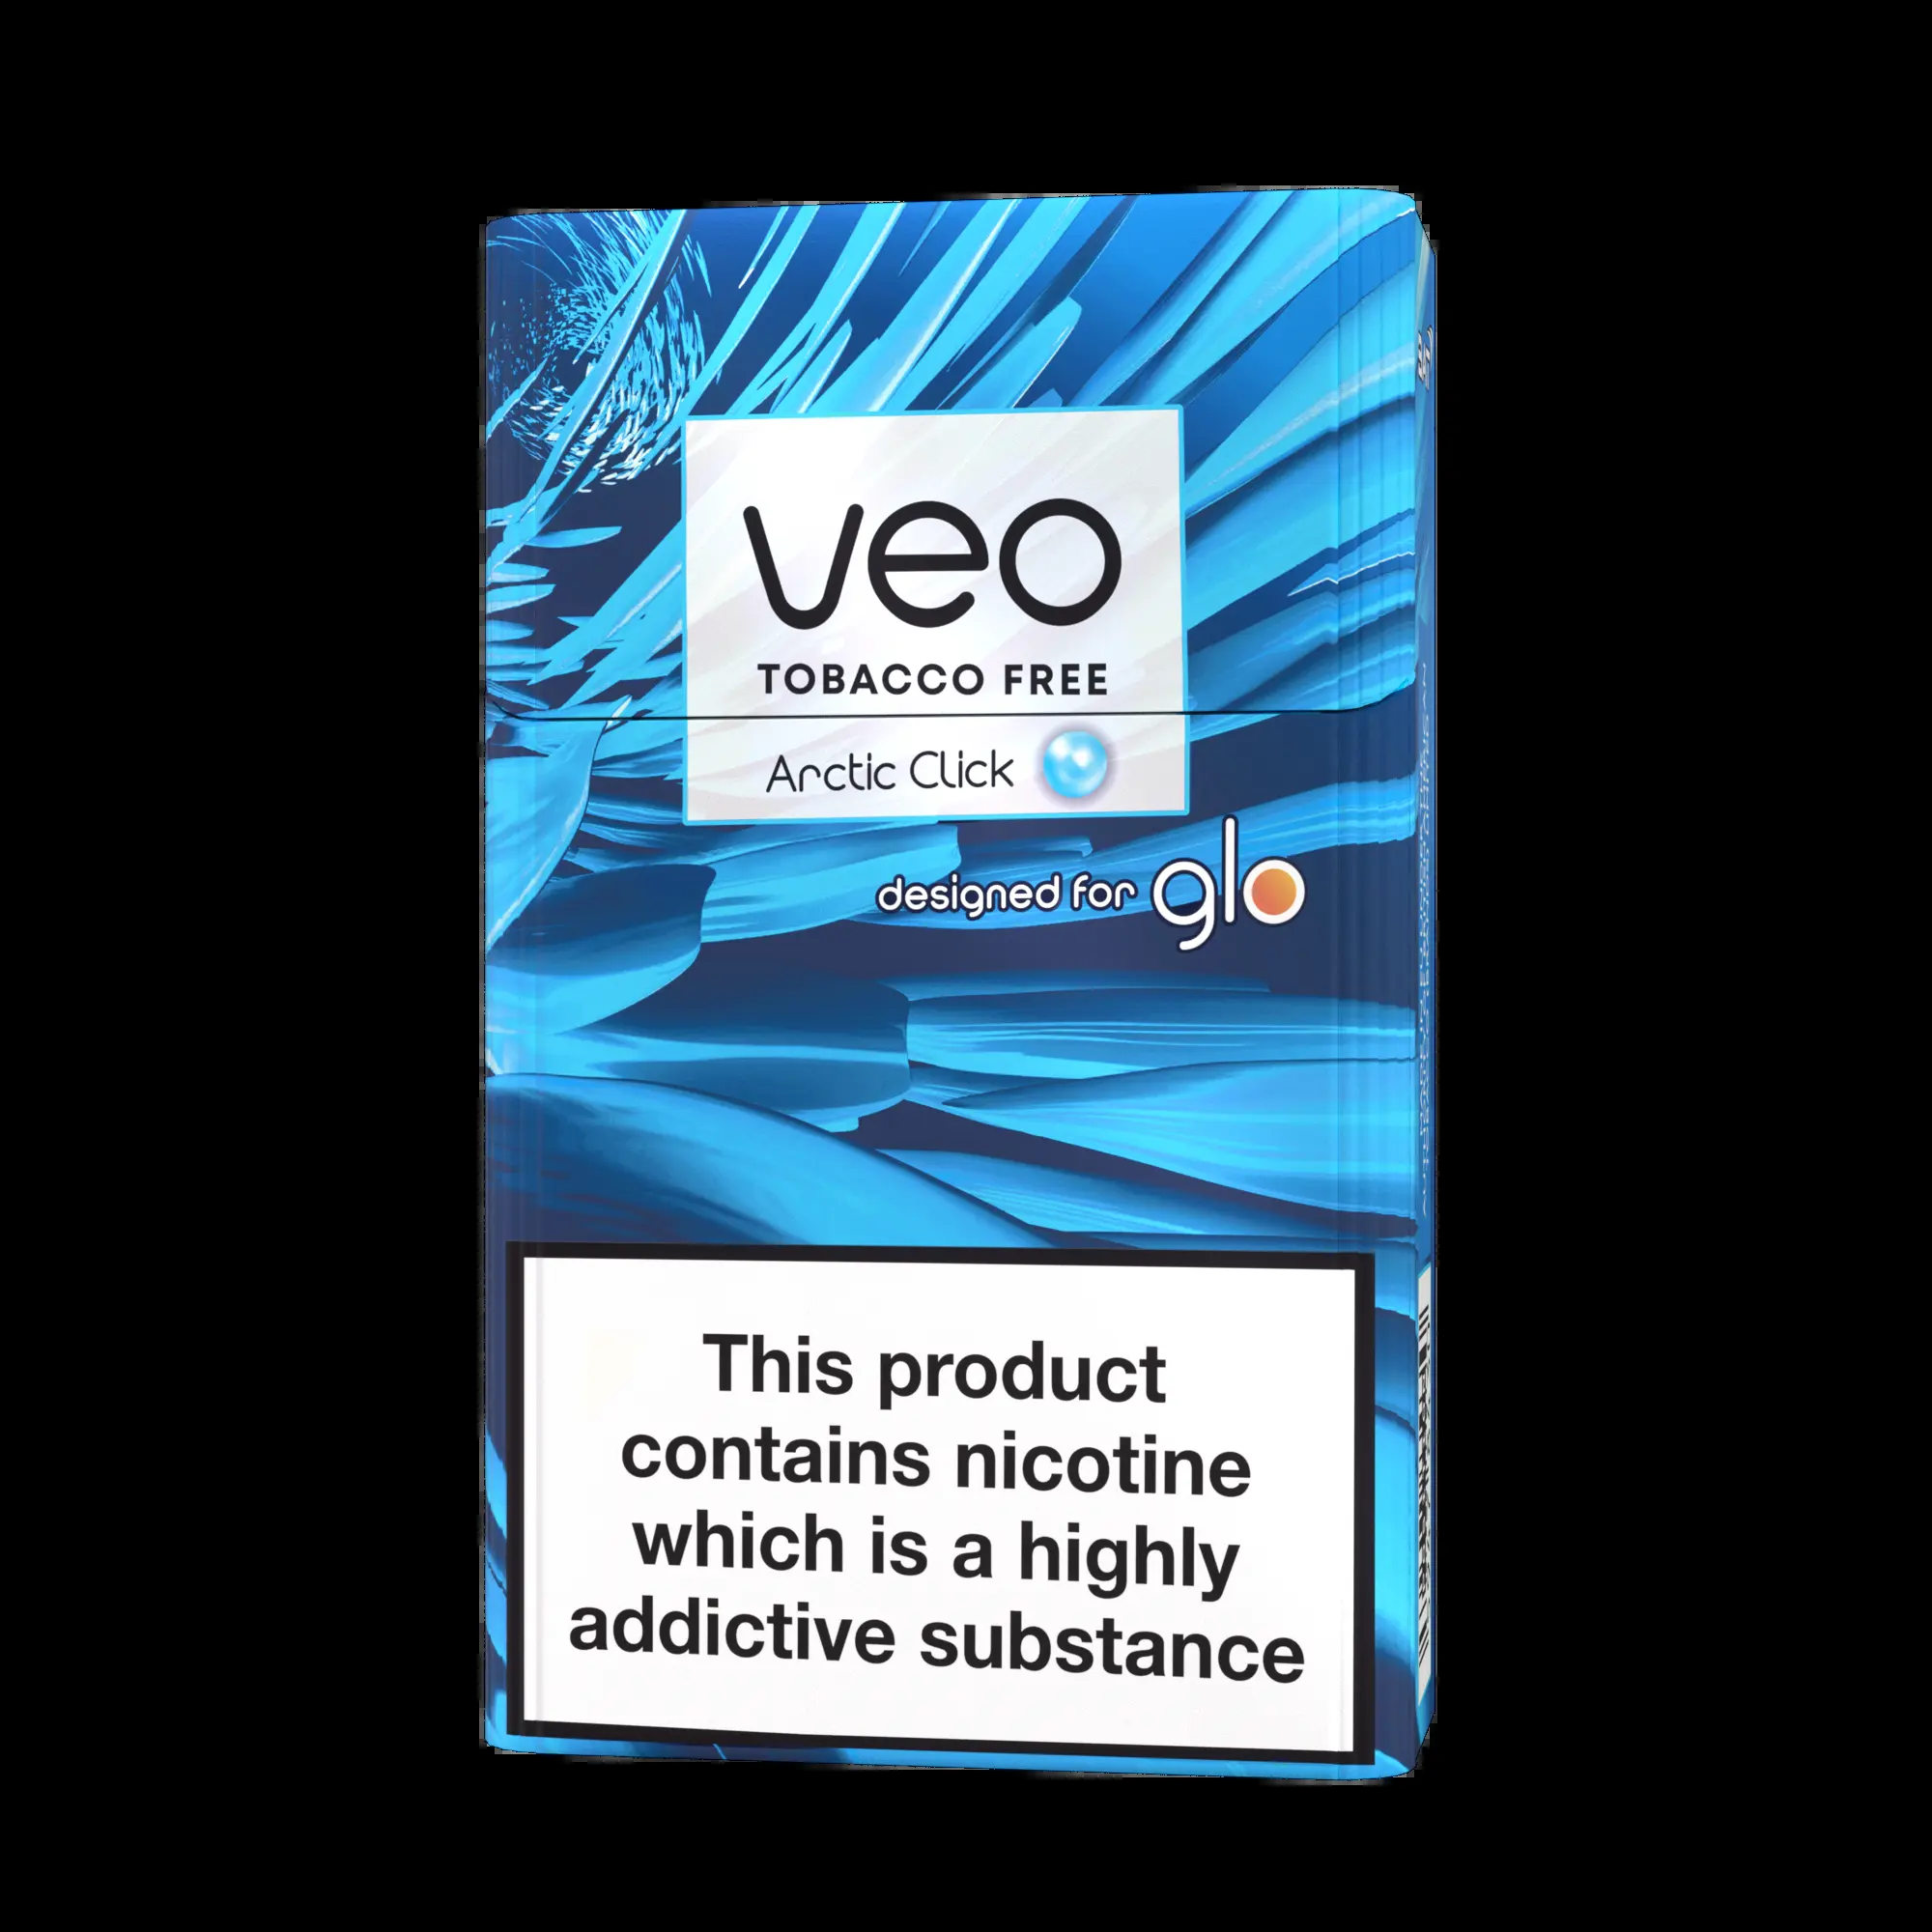 veo
TOBACCO FREE
Arctic Click
designed for glo
This product
contains nicotine
which is a highly
addictive substance